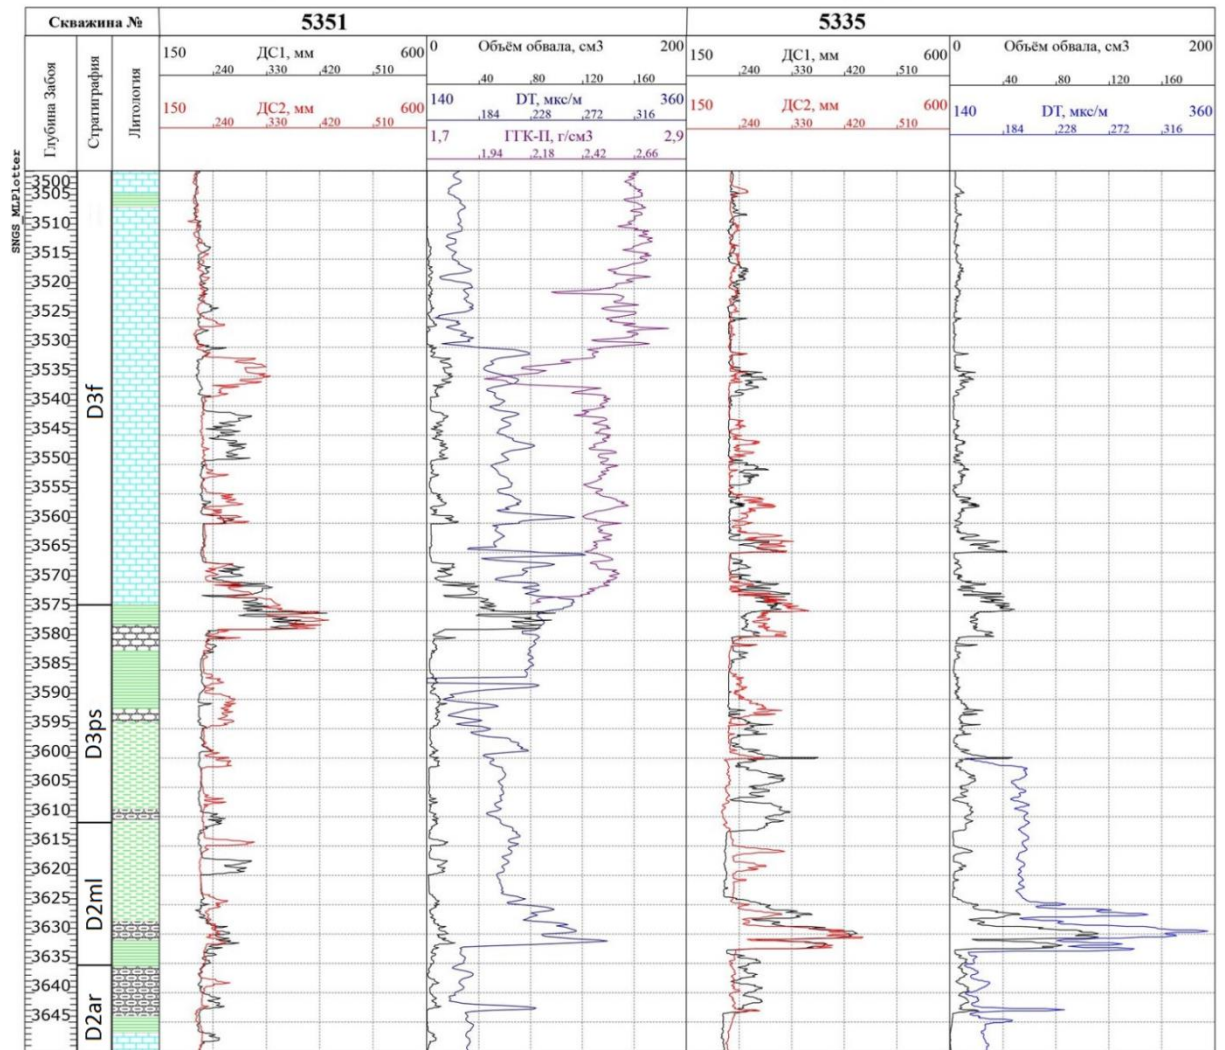 Скважина № 5351 5335
Глубина Забоя
Стратиграфия
Литология
150 ДС1, мм 600
,240 ,330 ,420 ,510
150 ДС2, мм 600
,240 ,330 ,420 ,510
0 Объём обвала, см3 200
,40 ,80 ,120 ,160
140 DT, мкс/м 360
,184 ,228 ,272 ,316
1,7 ГГК-П, г/см3 2,9
,1,94 ,2,18 ,2,42 ,2,66
150 ДС1, мм 600
,240 ,330 ,420 ,510
150 ДС2, мм 600
,240 ,330 ,420 ,510
0 Объём обвала, см3 200
,40 ,80 ,120 ,160
140 DT, мкс/м 360
,184 ,228 ,272 ,316
SNGS_MLPlotter
3500
3505
3510
3515
3520
3525
3530
3535
3540
3545
3550
3555
3560
3565
3570
3575
3580
3585
3590
3595
3600
3605
3610
3615
3620
3625
3630
3635
3640
3645
D3f
D3ps
D2ml
D2ar